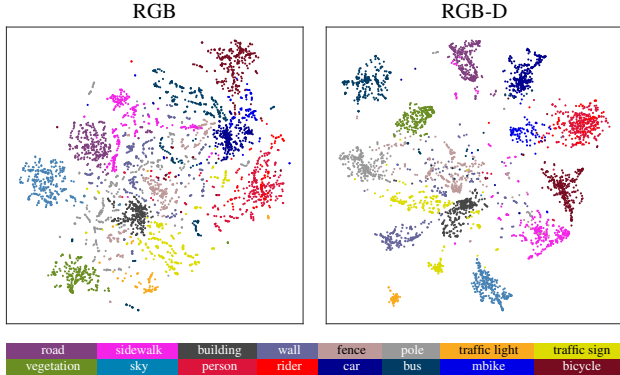 RGB RGB-D
road sidewalk building wall fence pole traffic light traffic sign
vegetation sky person rider car bus mbike bicycle